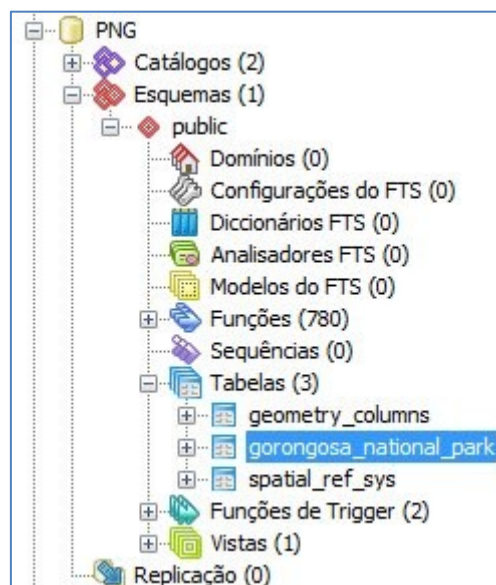 PNG
Catálogos (2)
Esquemas (1)
public
Domínios (0)
Configurações do FTS (0)
Diccionários FTS (0)
Analisadores FTS (0)
Modelos do FTS (0)
Funções (780)
Sequências (0)
Tabelas (3)
geometry_columns
gorongosa_national_park
spatial_ref_sys
Funções de Trigger (2)
Vistas (1)
Replicação (0)